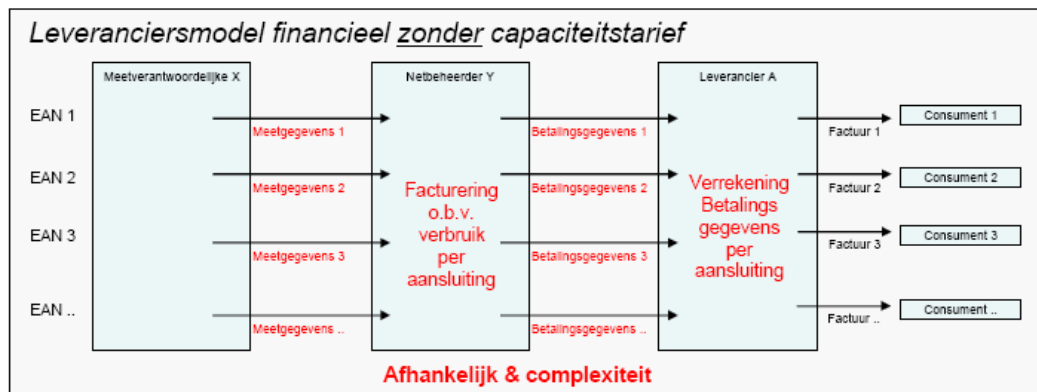 Leveranciersmodel financieel zonder capaciteitstarief
Meetverantwoordelijke X
Netbeheerder Y
Leverancier A
EAN 1
Meetgegevens 1
Betalingsgegevens 1
Factuur 1
Consument 1
EAN 2
Meetgegevens 2
Betalingsgegevens 2
Factuur 2
Consument 2
EAN 3
Meetgegevens 3
Betalingsgegevens 3
Factuur 3
Consument 3
EAN ..
Meetgegevens ..
Betalingsgegevens ..
Factuur ..
Consument ..
Facturering
o.b.v.
verbruik
per
aansluiting
Verrekening
Betalings
gegevens
per
aansluiting
Afhankelijk & complexiteit